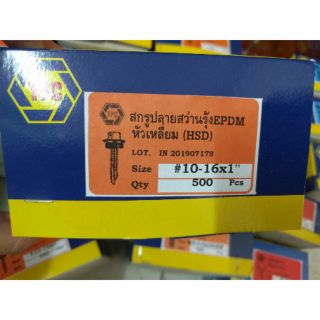 สกรูปลายสว่านรุ้งEPDM
หัวเหลี่ยม (HSD)
LOT. IN 201907178
Size #10-16x1"
Qty 500 Pcs